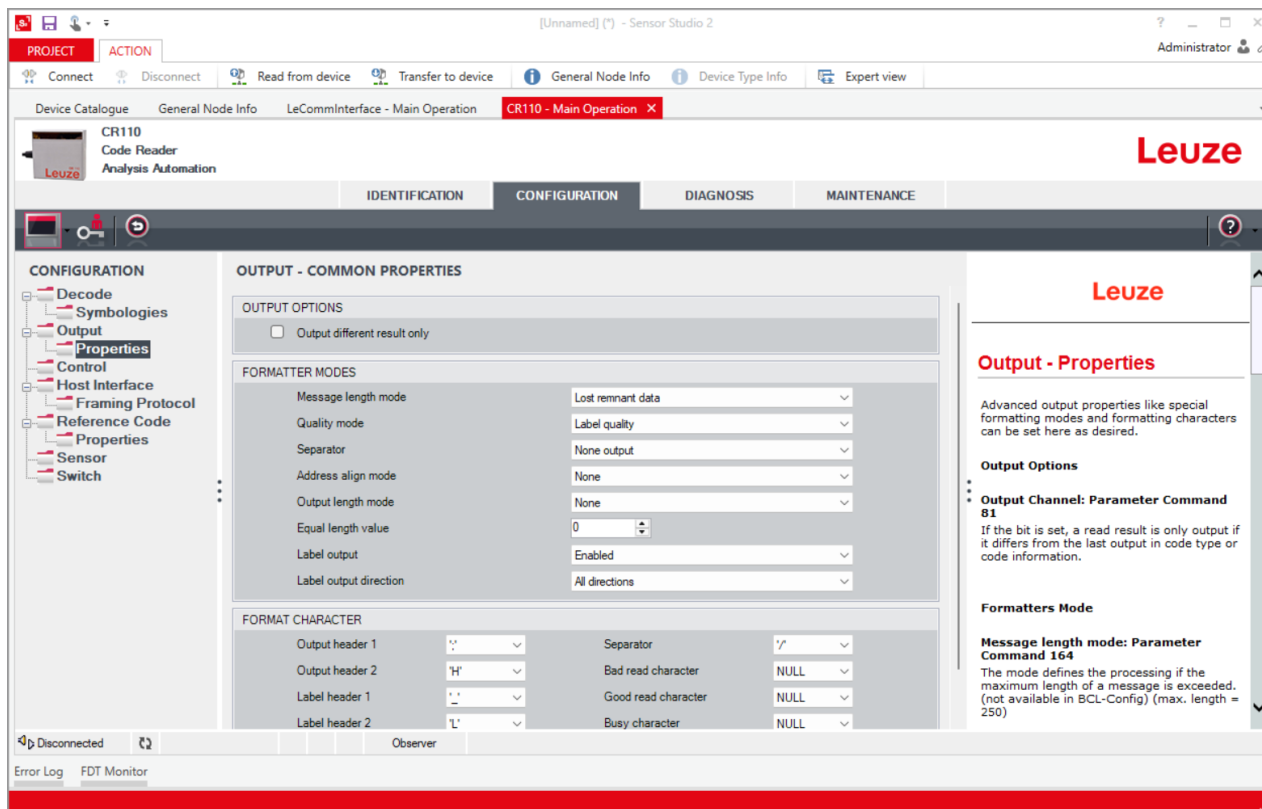 [Unnamed] (*) - Sensor Studio 2
PROJECT ACTION
Administrator
Connect Disconnect Read from device Transfer to device General Node Info Device Type Info Expert view
Device Catalogue General Node Info LeCommInterface - Main Operation CR110 - Main Operation
CR110
Code Reader
Analysis Automation
Leuze
Leuze
IDENTIFICATION CONFIGURATION DIAGNOSIS MAINTENANCE
CONFIGURATION
Decode
Symbologies
Output
Properties
Control
Host Interface
Framing Protocol
Reference Code
Properties
Sensor
Switch
OUTPUT - COMMON PROPERTIES
OUTPUT OPTIONS
Output different result only
FORMATTER MODES
Message length mode Lost remnant data
Quality mode Label quality
Separator None output
Address align mode None
Output length mode None
Equal length value 0
Label output Enabled
Label output direction All directions
FORMAT CHARACTER
Output header 1 ':' Separator '/'
Output header 2 'H' Bad read character NULL
Label header 1 '_' Good read character NULL
Label header 2 'L' Busy character NULL
Leuze
Output - Properties
Advanced output properties like special
formatting modes and formatting characters
can be set here as desired.
Output Options
Output Channel: Parameter Command
81
If the bit is set, a read result is only output if
it differs from the last output in code type or
code information.
Formatters Mode
Message length mode: Parameter
Command 164
The mode defines the processing if the
maximum length of a message is exceeded.
(not available in BCL-Config) (max. length =
250)
Disconnected Observer
Error Log FDT Monitor